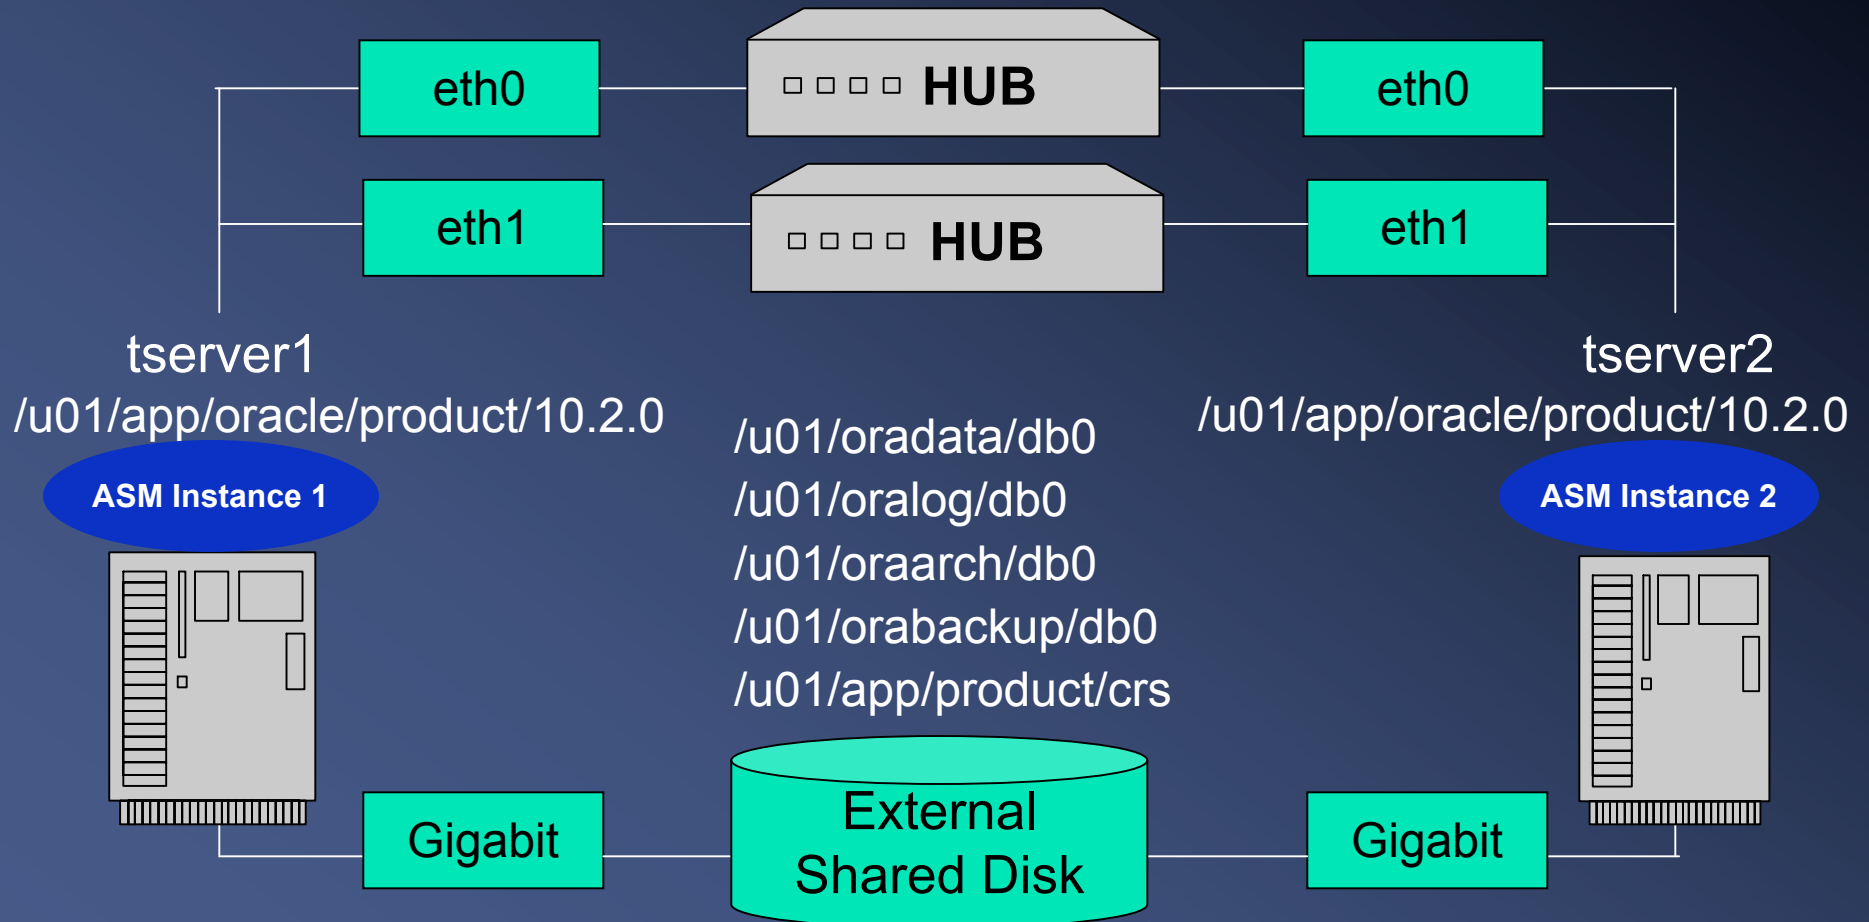 eth0
HUB
eth0
eth1
HUB
eth1
tserver1
/u01/app/oracle/product/10.2.0
ASM Instance 1
tserver2
/u01/app/oracle/product/10.2.0
ASM Instance 2
/u01/oradata/db0
/u01/oralog/db0
/u01/oraarch/db0
/u01/orabackup/db0
/u01/app/product/crs
Gigabit
External
Shared Disk
Gigabit